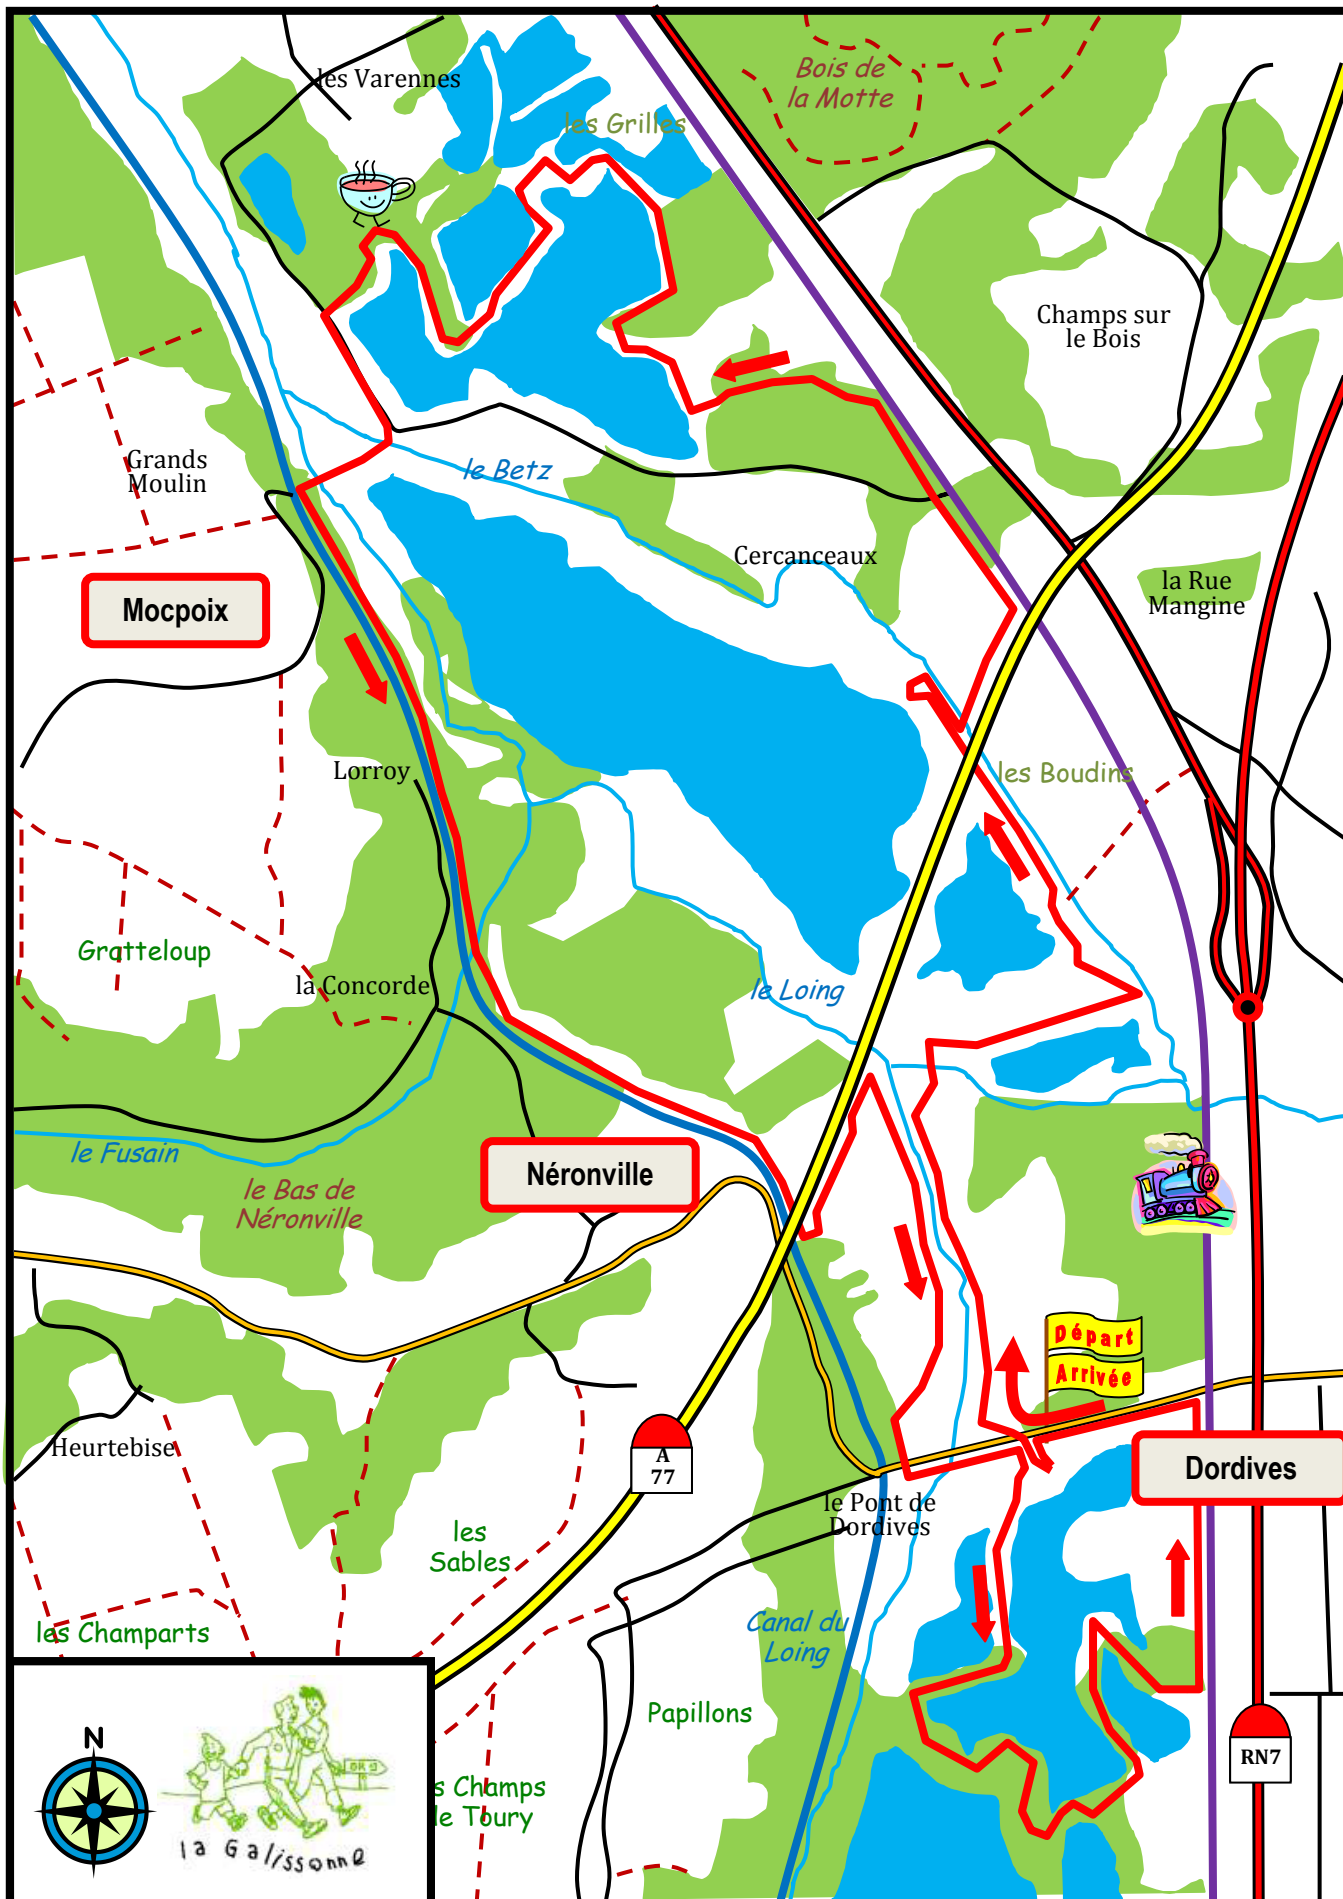 les Varennes
les Grilles
Bois de
la Motte
Champs sur
le Bois
Grands
Moulin
le Betz
Cercanceaux
la Rue
Mangine
Mocpoix
Lorroy
les Boudins
Gratteloup
la Concorde
le Loing
le Fusain
le Bas de
Néronville
Néronville
Départ
Arrivée
Heurtebise
A
77
Dordives
le Pont de
Dordives
les
Sables
les Champarts
Canal du
Loing
Papillons
RN7
N
GR 13
s Champs
de Toury
la Galissonne